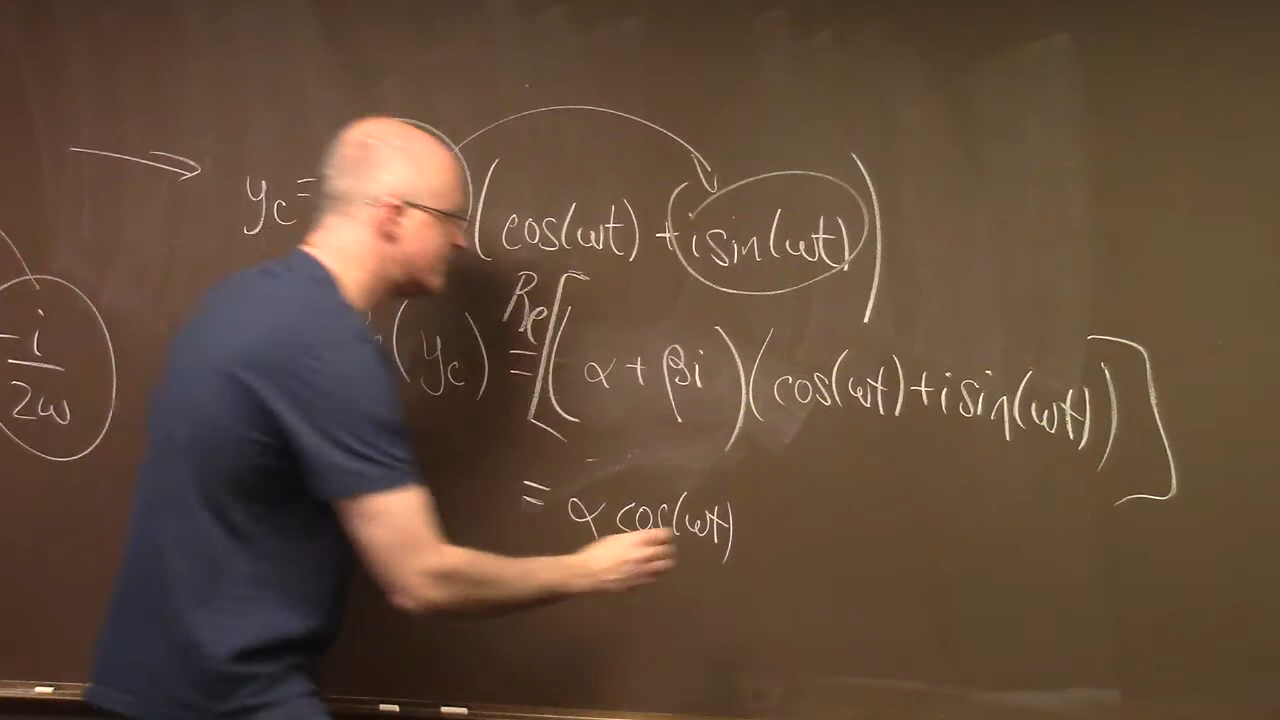 y_c = (cos(ωt) + i sin(ωt))
-i/2ω
(y_c) = Re[(α + βi)(cos(ωt) + i sin(ωt))]
= α cos(ωt)